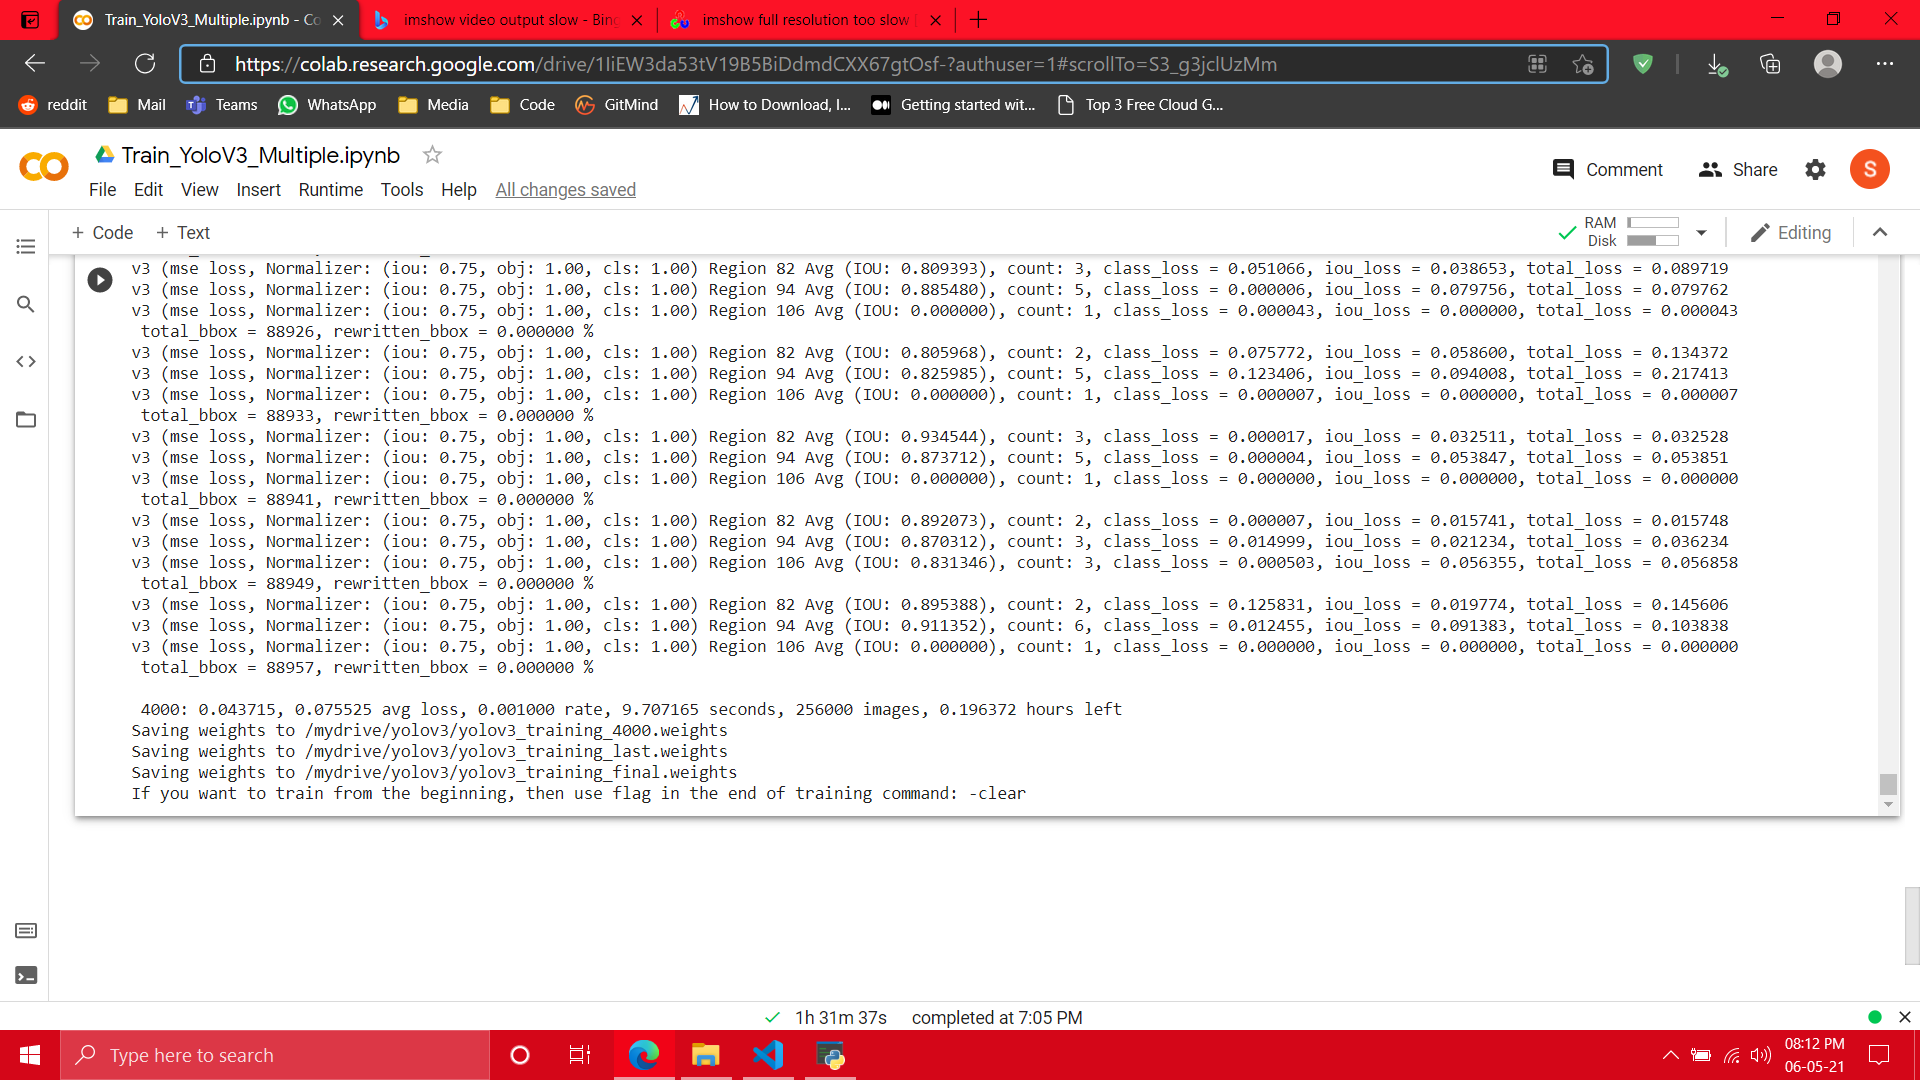 Train_YoloV3_Multiple.ipynb - Co
imshow video output slow - Bing
imshow full resolution too slow
https://colab.research.google.com/drive/1IiEW3da53tV19B5BiDdmdCXX67gtOsf-?authuser=1#scrollTo=S3_g3jclUzMm
reddit Mail Teams WhatsApp Media Code GitMind How to Download, I... Getting started wit... Top 3 Free Cloud G...
Train_YoloV3_Multiple.ipynb
Comment Share S
File Edit View Insert Runtime Tools Help All changes saved
+ Code + Text RAM Disk Editing
v3 (mse loss, Normalizer: (iou: 0.75, obj: 1.00, cls: 1.00) Region 82 Avg (IOU: 0.809393), count: 3, class_loss = 0.051066, iou_loss = 0.038653, total_loss = 0.089719
v3 (mse loss, Normalizer: (iou: 0.75, obj: 1.00, cls: 1.00) Region 94 Avg (IOU: 0.885480), count: 5, class_loss = 0.000006, iou_loss = 0.079756, total_loss = 0.079762
v3 (mse loss, Normalizer: (iou: 0.75, obj: 1.00, cls: 1.00) Region 106 Avg (IOU: 0.000000), count: 1, class_loss = 0.000043, iou_loss = 0.000000, total_loss = 0.000043
total_bbox = 88926, rewritten_bbox = 0.000000 %
v3 (mse loss, Normalizer: (iou: 0.75, obj: 1.00, cls: 1.00) Region 82 Avg (IOU: 0.805968), count: 2, class_loss = 0.075772, iou_loss = 0.058600, total_loss = 0.134372
v3 (mse loss, Normalizer: (iou: 0.75, obj: 1.00, cls: 1.00) Region 94 Avg (IOU: 0.825985), count: 5, class_loss = 0.123406, iou_loss = 0.094008, total_loss = 0.217413
v3 (mse loss, Normalizer: (iou: 0.75, obj: 1.00, cls: 1.00) Region 106 Avg (IOU: 0.000000), count: 1, class_loss = 0.000007, iou_loss = 0.000000, total_loss = 0.000007
total_bbox = 88933, rewritten_bbox = 0.000000 %
v3 (mse loss, Normalizer: (iou: 0.75, obj: 1.00, cls: 1.00) Region 82 Avg (IOU: 0.934544), count: 3, class_loss = 0.000017, iou_loss = 0.032511, total_loss = 0.032528
v3 (mse loss, Normalizer: (iou: 0.75, obj: 1.00, cls: 1.00) Region 94 Avg (IOU: 0.873712), count: 5, class_loss = 0.000004, iou_loss = 0.053847, total_loss = 0.053851
v3 (mse loss, Normalizer: (iou: 0.75, obj: 1.00, cls: 1.00) Region 106 Avg (IOU: 0.000000), count: 1, class_loss = 0.000000, iou_loss = 0.000000, total_loss = 0.000000
total_bbox = 88941, rewritten_bbox = 0.000000 %
v3 (mse loss, Normalizer: (iou: 0.75, obj: 1.00, cls: 1.00) Region 82 Avg (IOU: 0.892073), count: 2, class_loss = 0.000007, iou_loss = 0.015741, total_loss = 0.015748
v3 (mse loss, Normalizer: (iou: 0.75, obj: 1.00, cls: 1.00) Region 94 Avg (IOU: 0.870312), count: 3, class_loss = 0.014999, iou_loss = 0.021234, total_loss = 0.036234
v3 (mse loss, Normalizer: (iou: 0.75, obj: 1.00, cls: 1.00) Region 106 Avg (IOU: 0.831346), count: 3, class_loss = 0.000503, iou_loss = 0.056355, total_loss = 0.056858
total_bbox = 88949, rewritten_bbox = 0.000000 %
v3 (mse loss, Normalizer: (iou: 0.75, obj: 1.00, cls: 1.00) Region 82 Avg (IOU: 0.895388), count: 2, class_loss = 0.125831, iou_loss = 0.019774, total_loss = 0.145606
v3 (mse loss, Normalizer: (iou: 0.75, obj: 1.00, cls: 1.00) Region 94 Avg (IOU: 0.911352), count: 6, class_loss = 0.012455, iou_loss = 0.091383, total_loss = 0.103838
v3 (mse loss, Normalizer: (iou: 0.75, obj: 1.00, cls: 1.00) Region 106 Avg (IOU: 0.000000), count: 1, class_loss = 0.000000, iou_loss = 0.000000, total_loss = 0.000000
total_bbox = 88957, rewritten_bbox = 0.000000 %
4000: 0.043715, 0.075525 avg loss, 0.001000 rate, 9.707165 seconds, 256000 images, 0.196372 hours left
Saving weights to /mydrive/yolov3/yolov3_training_4000.weights
Saving weights to /mydrive/yolov3/yolov3_training_last.weights
Saving weights to /mydrive/yolov3/yolov3_training_final.weights
If you want to train from the beginning, then use flag in the end of training command: -clear
1h 31m 37s completed at 7:05 PM
Type here to search
08:12 PM
06-05-21